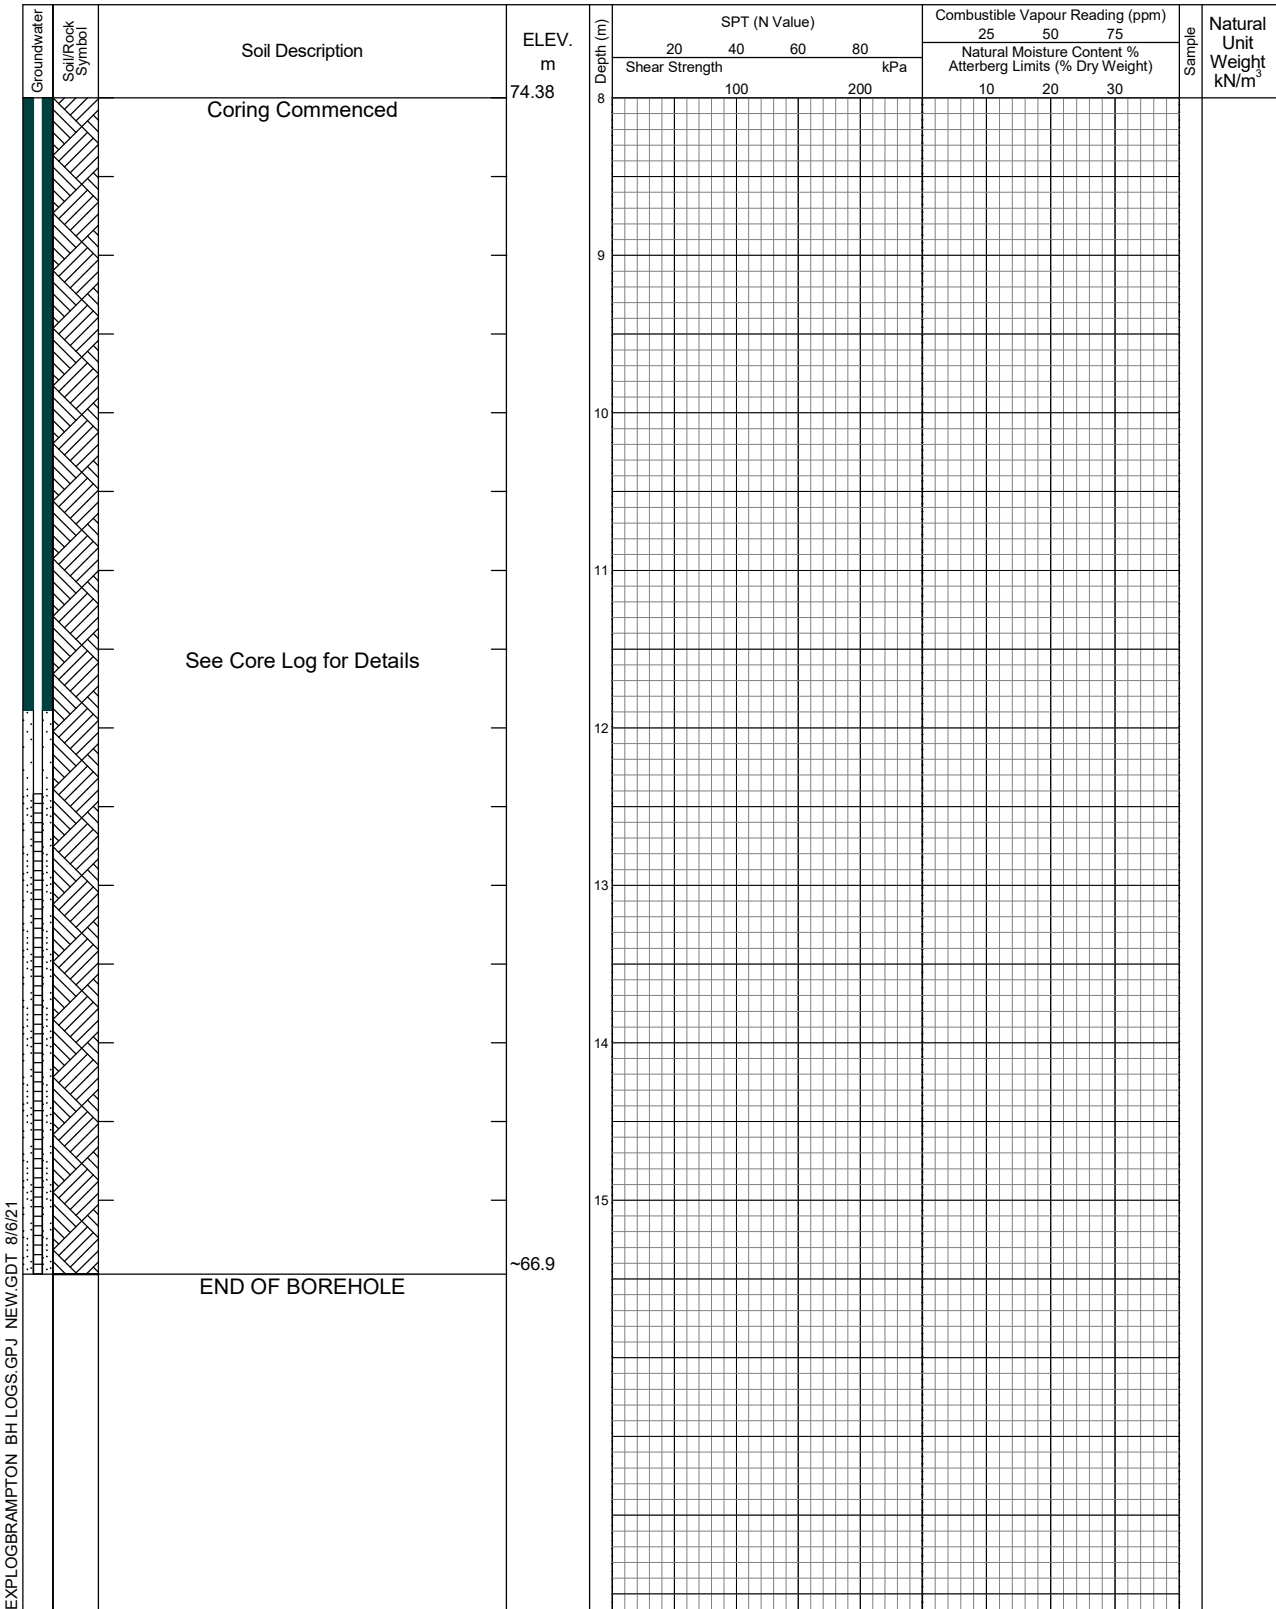 Groundwater
Soil/Rock
Symbol
Soil Description
ELEV.
m
74.38
Depth (m)
SPT (N Value)
20 40 60 80
Shear Strength kPa
100 200
Combustible Vapour Reading (ppm)
25 50 75
Natural Moisture Content %
Atterberg Limits (% Dry Weight)
10 20 30
Sample
Natural
Unit
Weight
kN/m³
8
Coring Commenced
9
10
11
See Core Log for Details
12
13
14
15
~66.9
END OF BOREHOLE
EXPLOGBRAMPTON BH LOGS.GPJ NEW.GDT 8/6/21